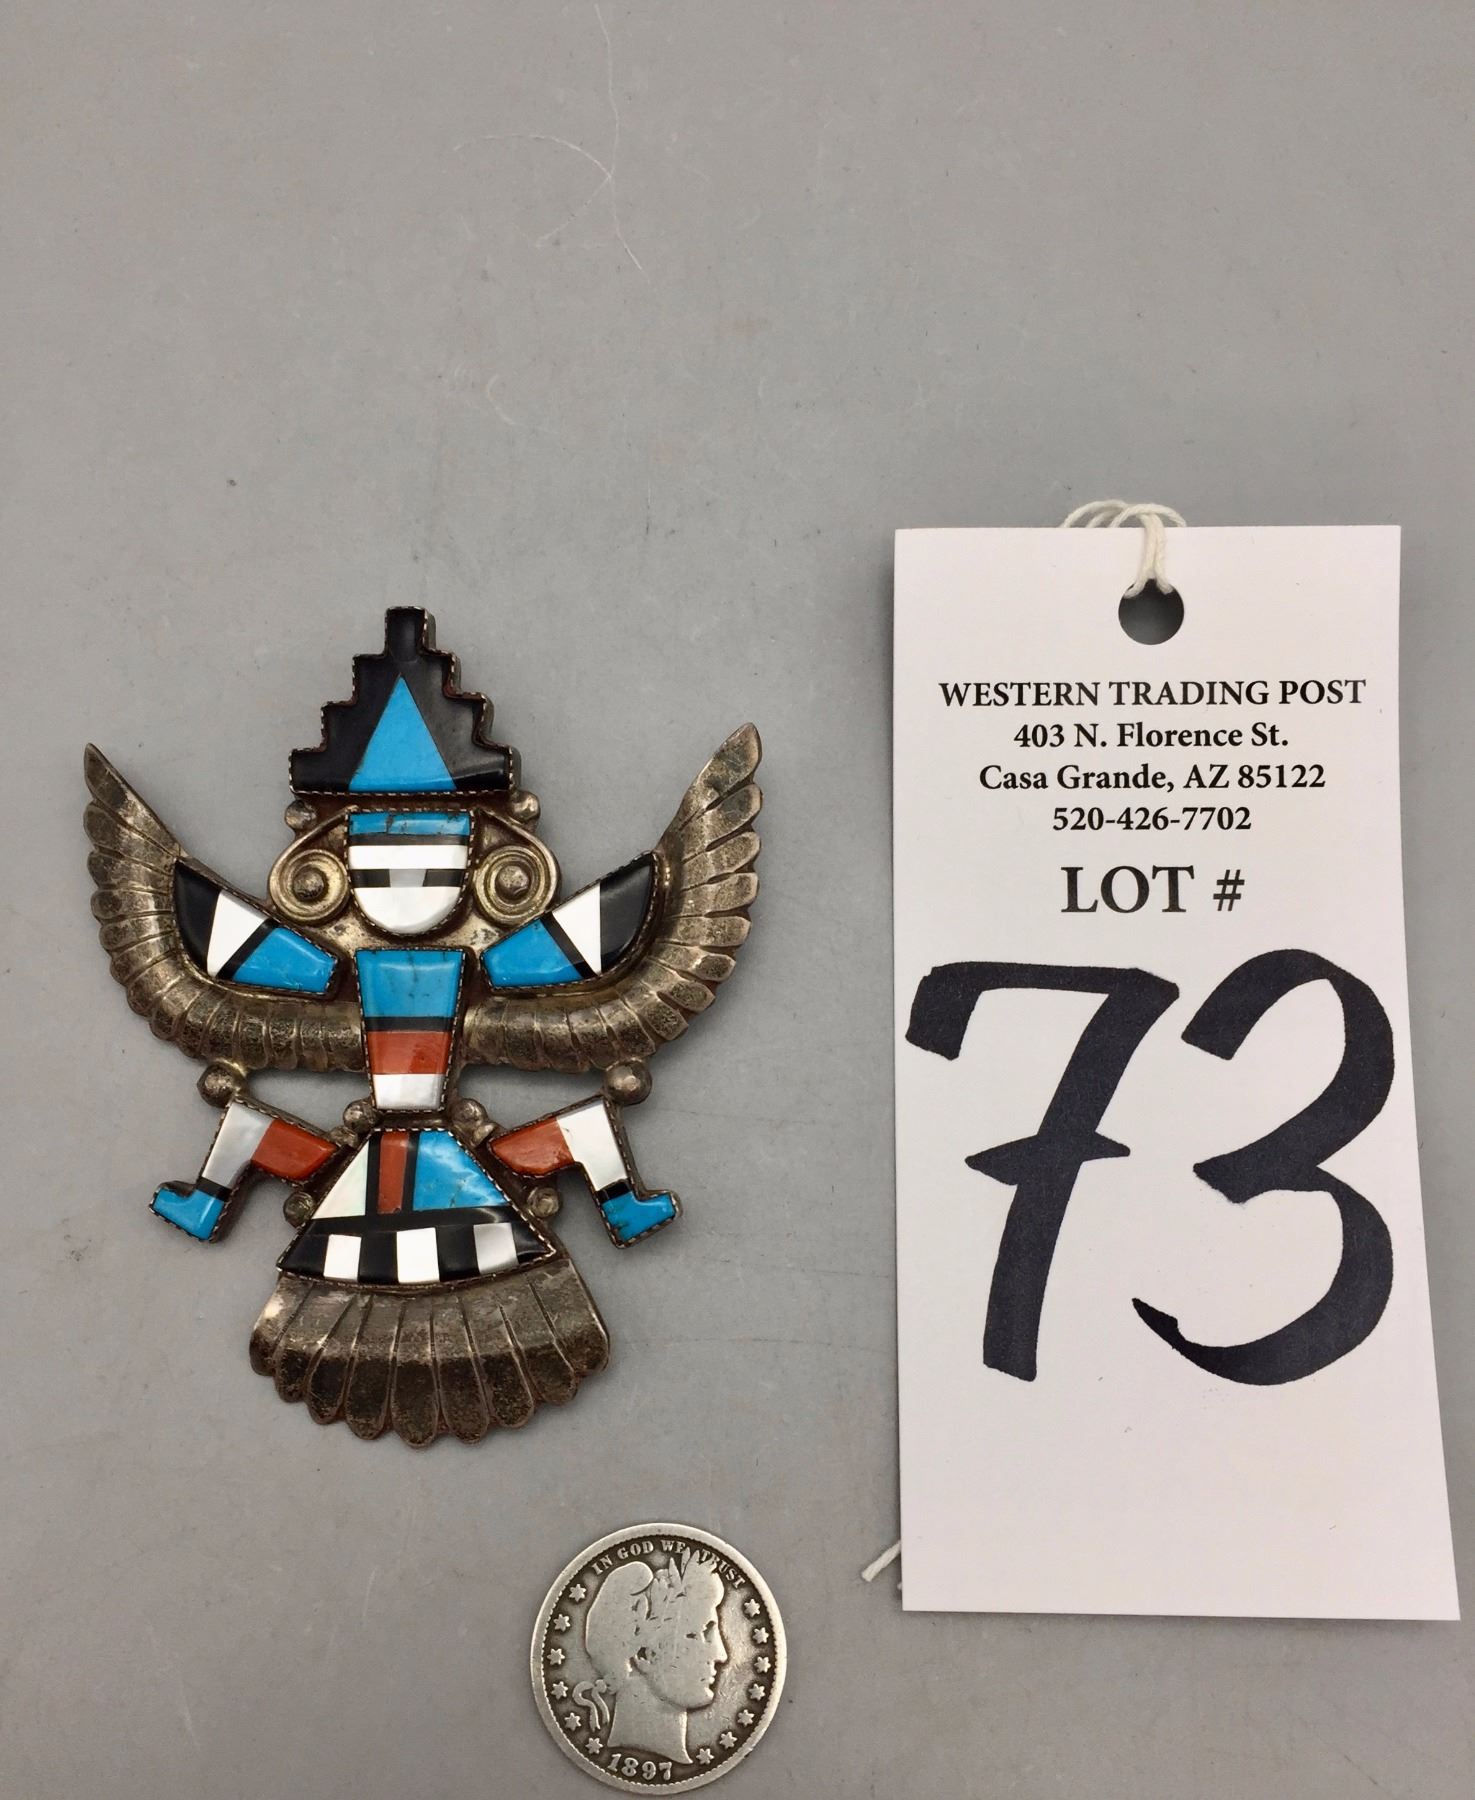 WESTERN TRADING POST
403 N. Florence St.
Casa Grande, AZ 85122
520-426-7702
LOT #
73
IN GOD WE TRUST
1897